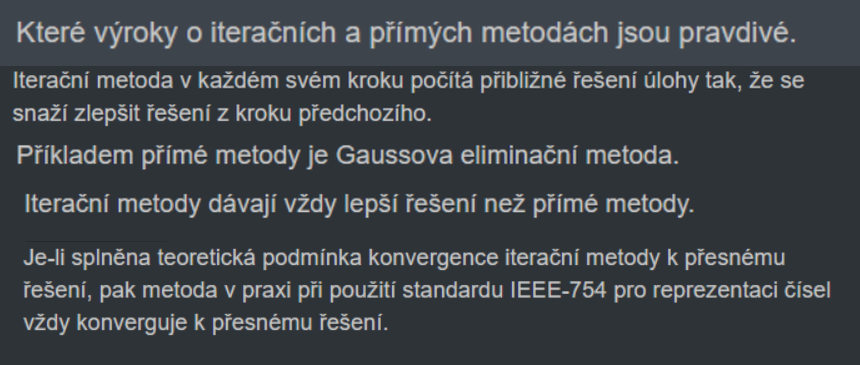 Které výroky o iteračních a přímých metodách jsou pravdivé.
Iterační metoda v každém svém kroku počítá přibližné řešení úlohy tak, že se
snaží zlepšit řešení z kroku předchozího.
Příkladem přímé metody je Gaussova eliminační metoda.
Iterační metody dávají vždy lepší řešení než přímé metody.
Je-li splněna teoretická podmínka konvergence iterační metody k přesnému
řešení, pak metoda v praxi při použití standardu IEEE-754 pro reprezentaci čísel
vždy konverguje k přesnému řešení.